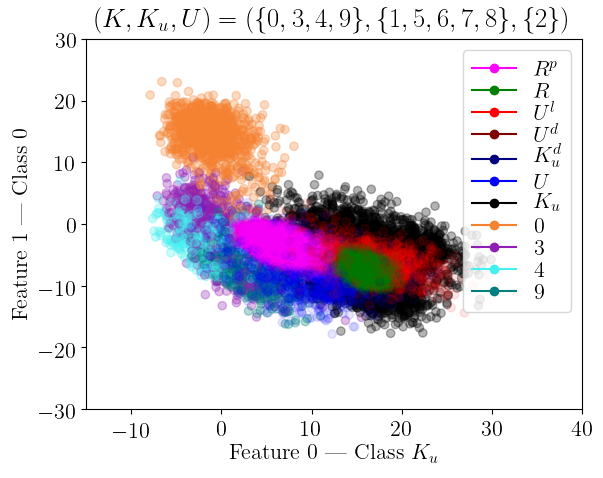 (K, K_u, U) = ({0, 3, 4, 9}, {1, 5, 6, 7, 8}, {2})
30
20
10
0
−10
−20
−30
Feature 1 — Class 0
R^p
R
U^l
U^d
K_u^d
U
K_u
0
3
4
9
−10 0 10 20 30 40
Feature 0 — Class K_u